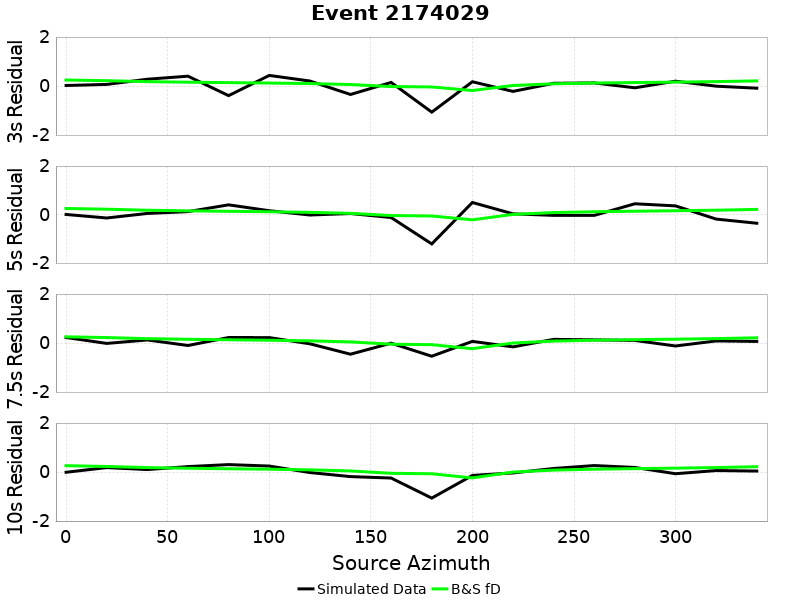 Event 2174029
3s Residual
2
0
-2
5s Residual
2
0
-2
7.5s Residual
2
0
-2
10s Residual
2
0
-2
0 50 100 150 200 250 300
Source Azimuth
Simulated Data B&S fD